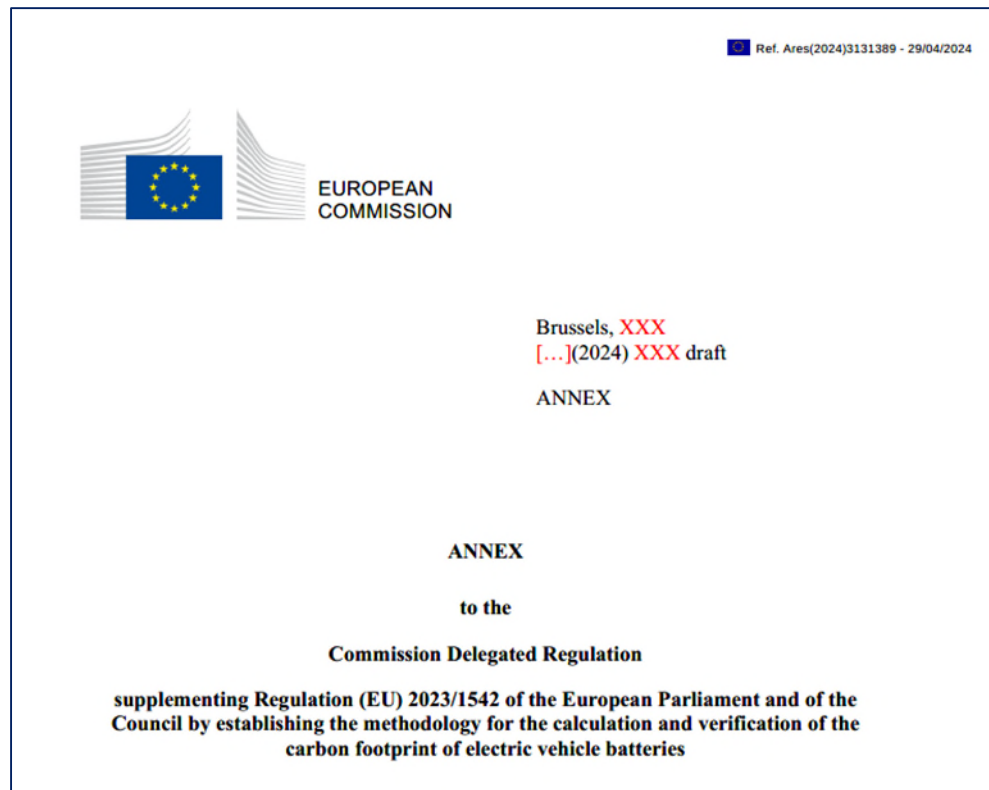 Ref. Ares(2024)3131389 - 29/04/2024
EUROPEAN
COMMISSION
Brussels, XXX
[…](2024) XXX draft
ANNEX
ANNEX
to the
Commission Delegated Regulation
supplementing Regulation (EU) 2023/1542 of the European Parliament and of the
Council by establishing the methodology for the calculation and verification of the
carbon footprint of electric vehicle batteries